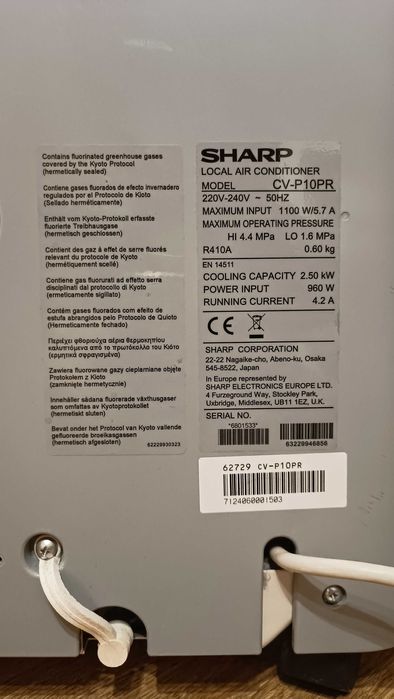 Contains fluorinated greenhouse gases
covered by the Kyoto Protocol
(hermetically sealed)
Contiene gases fluorados de efecto invernadero
regulados por el Protocolo de Kioto
(Sellado herméticamente)
Enthält vom Kyoto-Protokoll erfasste
fluorierte Treibhausgase
(hermetisch geschlossen)
Contient des gaz à effet de serre fluorés
relevant du protocole de Kyoto
(hermétiquement scellé)
Contiene gas fluorurati ad effetto serra
disciplinati dal protocollo di Kyoto
(ermeticamente sigillato)
Contém gases fluorados com efeito de
estufa abrangidos pelo Protocolo de Quioto
(Hermeticamente fechado)
Περιέχει φθοριούχα αέρια θερμοκηπίου
καλυπτόμενα από το πρωτόκολλο του Κιότο
(ερμητικά σφραγισμένα)
Zawiera fluorowane gazy cieplarniane objęte
Protokołem z Kioto
(zamknięte hermetycznie)
Innehåller sådana fluorerade växthusgaser
som omfattas av Kyotoprotokollet
(hermetiskt sluten)
Bevat onder het Protocol van Kyoto vallende
gefluoreerde broeikasgassen
(hermetisch afgesloten)
62229930323
SHARP
LOCAL AIR CONDITIONER
MODEL CV-P10PR
220V-240V ~ 50HZ
MAXIMUM INPUT 1100 W/5.7 A
MAXIMUM OPERATING PRESSURE
HI 4.4 MPa LO 1.6 MPa
R410A 0.60 kg
EN 14511
COOLING CAPACITY 2.50 kW
POWER INPUT 960 W
RUNNING CURRENT 4.2 A
CE
SHARP CORPORATION
22-22 Nagaike-cho, Abeno-ku, Osaka
545-8522, Japan
In Europe represented by
SHARP ELECTRONICS EUROPE LTD.
4 Furzeground Way, Stockley Park,
Uxbridge, Middlesex, UB11 1EZ, U.K.
SERIAL NO.
*6801533* 63229946856
62729 CV-P10PR
7124060001503